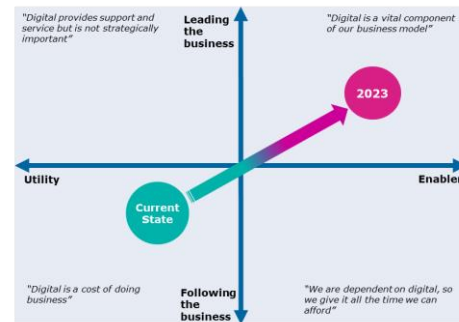 “Digital provides support and
service but is not strategically
important”
Leading
the
business
“Digital is a vital component
of our business model”
2023
Utility
Enabler
Current
State
“Digital is a cost of doing
business”
Following
the
business
“We are dependent on digital, so
we give it all the time we can
afford”